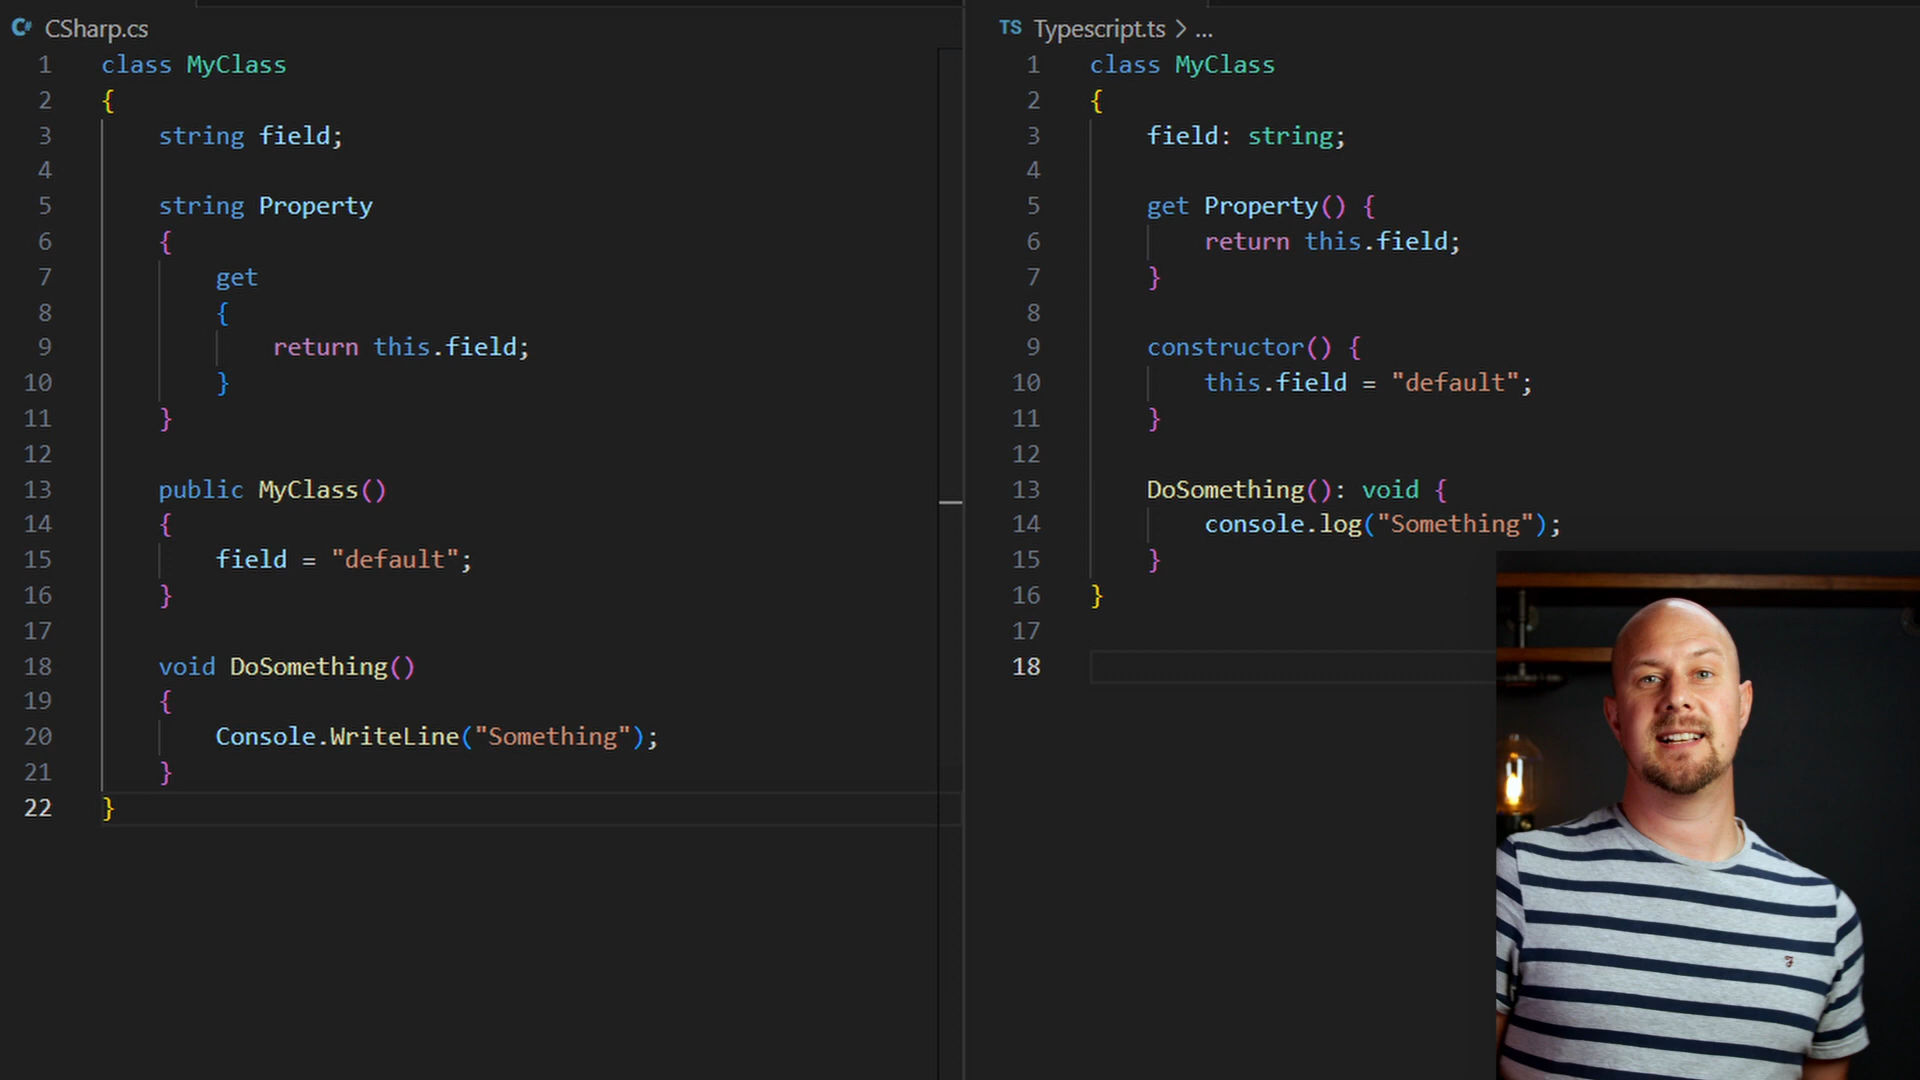 CSharp.cs
1 class MyClass
2 {
3 string field;
4
5 string Property
6 {
7 get
8 {
9 return this.field;
10 }
11 }
12
13 public MyClass()
14 {
15 field = "default";
16 }
17
18 void DoSomething()
19 {
20 Console.WriteLine("Something");
21 }
22 }
TS Typescript.ts > ...
1 class MyClass
2 {
3 field: string;
4
5 get Property() {
6 return this.field;
7 }
8
9 constructor() {
10 this.field = "default";
11 }
12
13 DoSomething(): void {
14 console.log("Something");
15 }
16 }
17
18